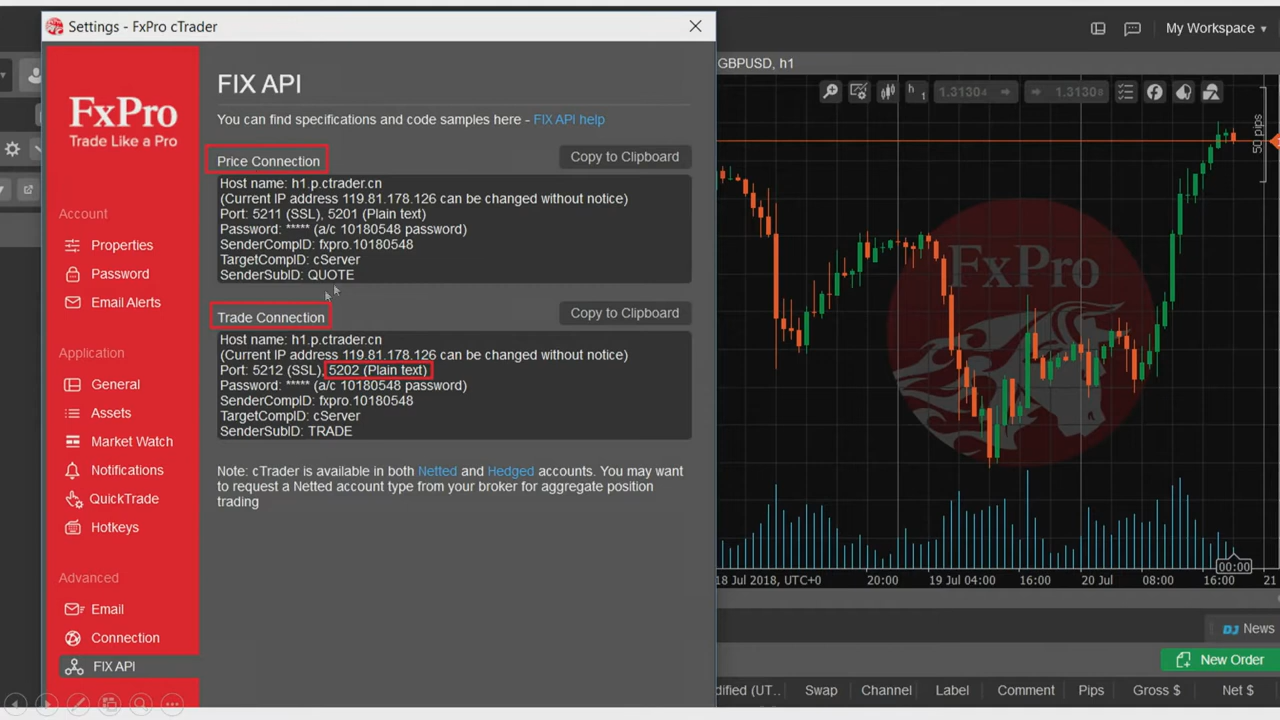 Settings - FxPro cTrader
My Workspace
FxPro
Trade Like a Pro
Account
Properties
Password
Email Alerts
Application
General
Assets
Market Watch
Notifications
QuickTrade
Hotkeys
Advanced
Email
Connection
FIX API
FIX API
You can find specifications and code samples here - FIX API help
Price Connection
Copy to Clipboard
Host name: h1.p.ctrader.cn
(Current IP address 119.81.178.126 can be changed without notice)
Port: 5211 (SSL), 5201 (Plain text)
Password: ***** (a/c 10180548 password)
SenderCompID: fxpro.10180548
TargetCompID: cServer
SenderSubID: QUOTE
Trade Connection
Copy to Clipboard
Host name: h1.p.ctrader.cn
(Current IP address 119.81.178.126 can be changed without notice)
Port: 5212 (SSL), 5202 (Plain text)
Password: ***** (a/c 10180548 password)
SenderCompID: fxpro.10180548
TargetCompID: cServer
SenderSubID: TRADE
Note: cTrader is available in both Netted and Hedged accounts. You may want
to request a Netted account type from your broker for aggregate position
trading
GBPUSD, h1
h 1 1.31304 1.31308
50 pips
FxPro
00:00
18 Jul 2018, UTC+0 20:00 19 Jul 04:00 16:00 20 Jul 08:00 16:00 21
DJ News
New Order
dified (UT.. Swap Channel Label Comment Pips Gross $ Net $